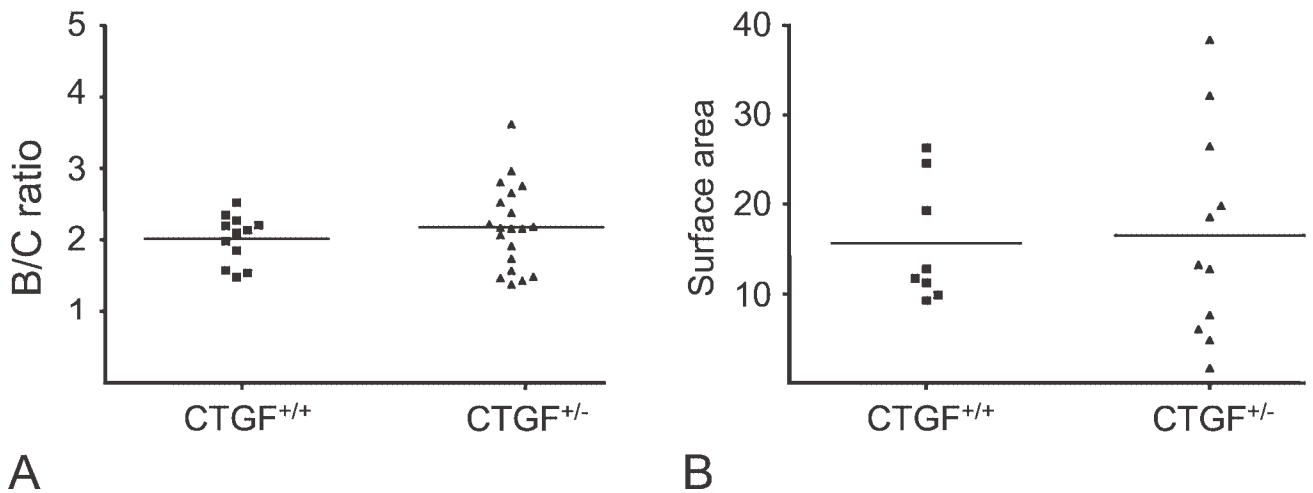 5
4
3
2
1
B/C ratio
CTGF+/+
CTGF+/-
A
40
30
20
10
Surface area
CTGF+/+
CTGF+/-
B